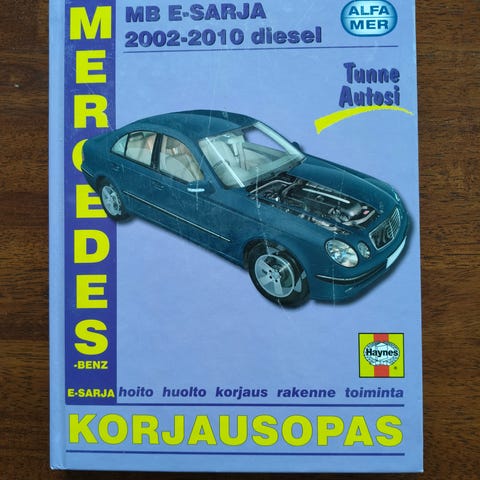 MERCEDES
-BENZ
E-SARJA
MB E-SARJA
2002-2010 diesel
ALFA
MER
Tunne
Autosi
Haynes
®
hoito huolto korjaus rakenne toiminta
KORJAUSOPAS